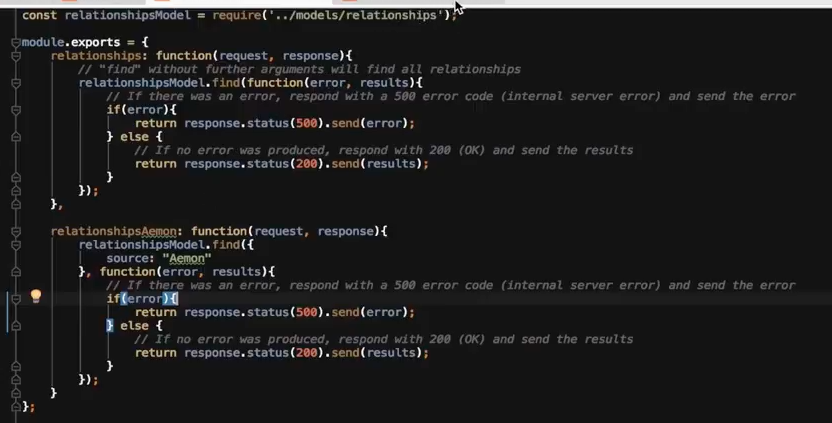 const relationshipsModel = require('../models/relationships');
module.exports = {
relationships: function(request, response){
// "find" without further arguments will find all relationships
relationshipsModel.find(function(error, results){
// If there was an error, respond with a 500 error code (internal server error) and send the error
if(error){
return response.status(500).send(error);
} else {
// If no error was produced, respond with 200 (OK) and send the results
return response.status(200).send(results);
}
});
},
relationshipsAemon: function(request, response){
relationshipsModel.find({
source: "Aemon"
}, function(error, results){
// If there was an error, respond with a 500 error code (internal server error) and send the error
if(error){
return response.status(500).send(error);
} else {
// If no error was produced, respond with 200 (OK) and send the results
return response.status(200).send(results);
}
});
}
};